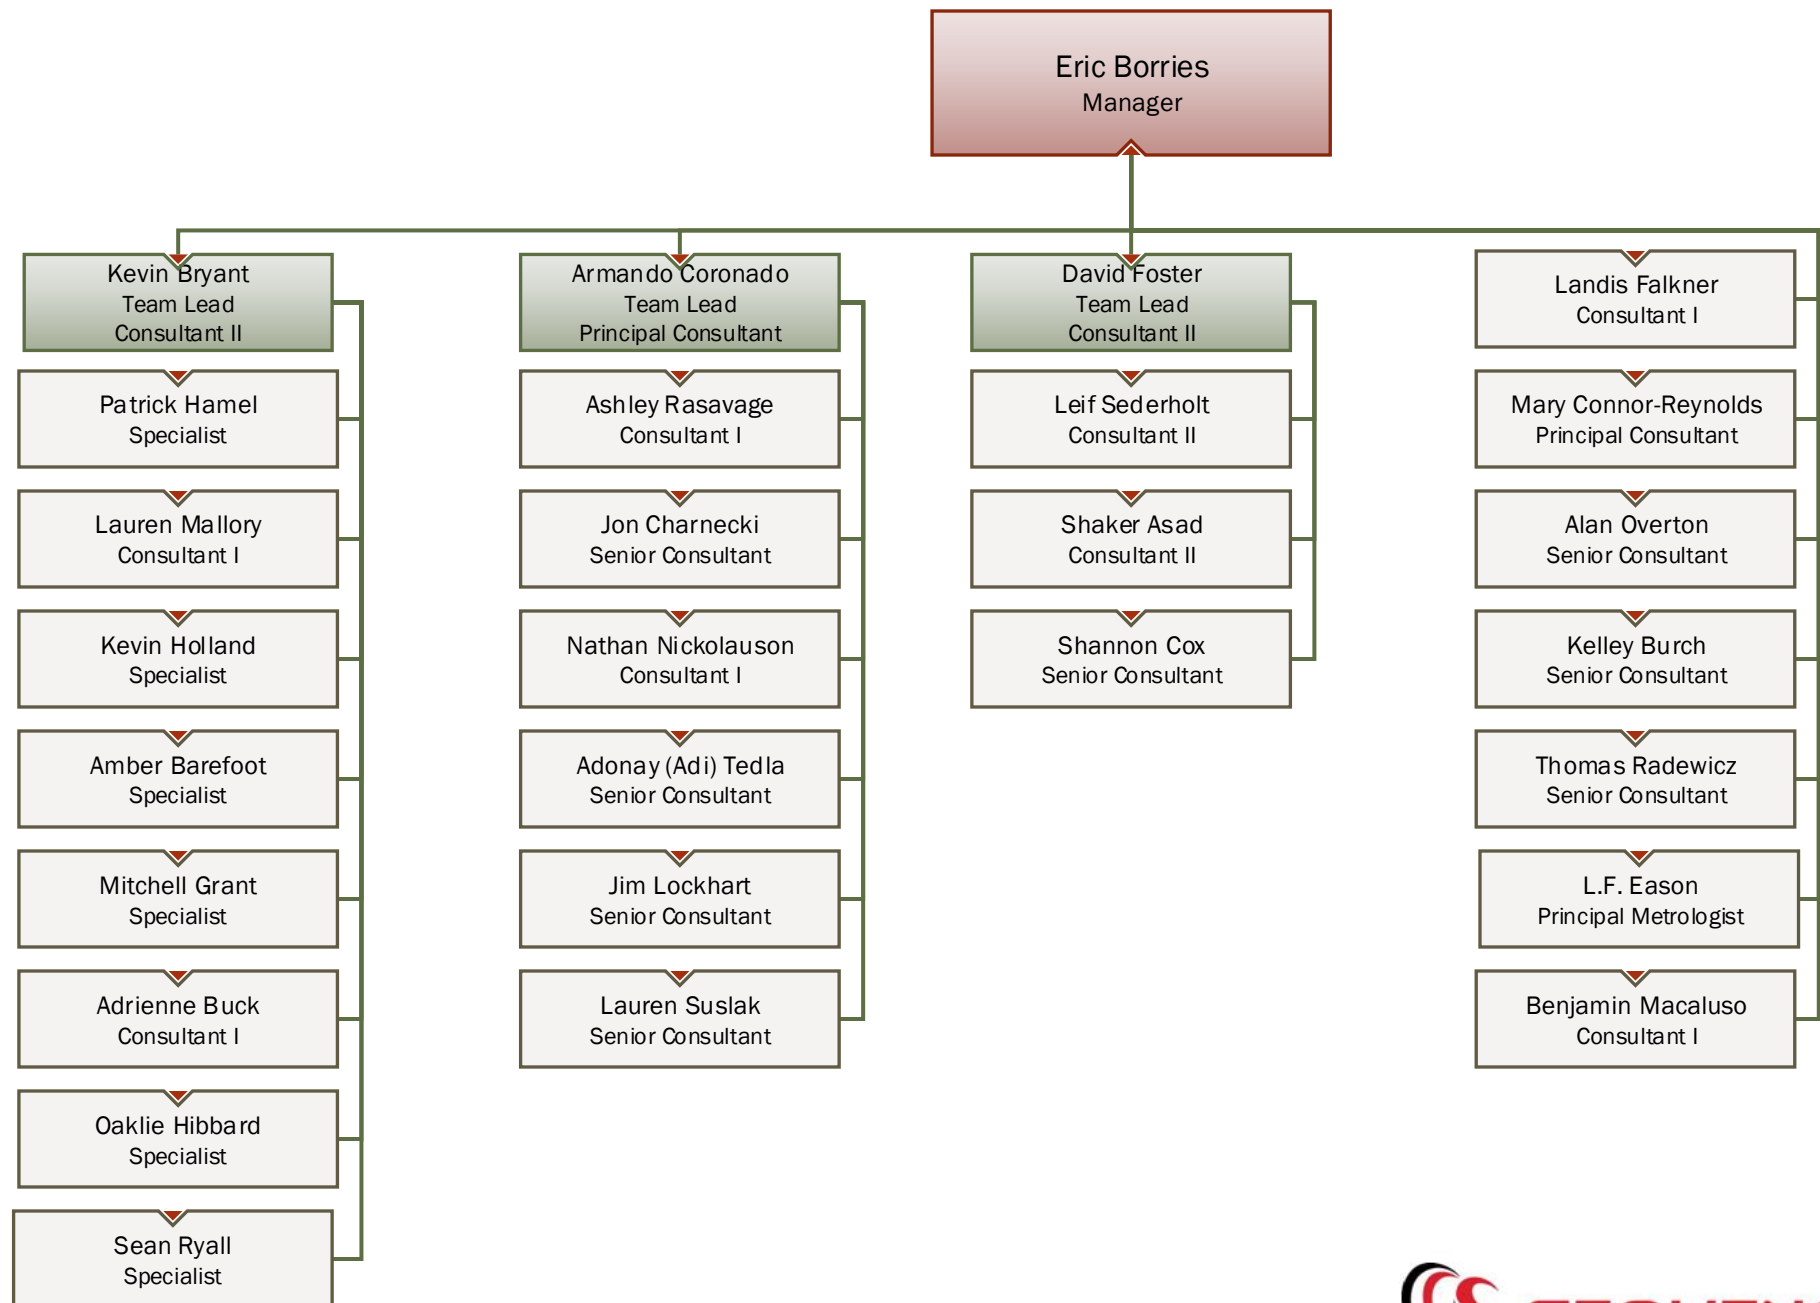 Eric Borries
Manager
Kevin Bryant
Team Lead
Consultant II
Patrick Hamel
Specialist
Lauren Mallory
Consultant I
Kevin Holland
Specialist
Amber Barefoot
Specialist
Mitchell Grant
Specialist
Adrienne Buck
Consultant I
Oaklie Hibbard
Specialist
Sean Ryall
Specialist
Armando Coronado
Team Lead
Principal Consultant
Ashley Rasavage
Consultant I
Jon Charnecki
Senior Consultant
Nathan Nickolauson
Consultant I
Adonay (Adi) Tedla
Senior Consultant
Jim Lockhart
Senior Consultant
Lauren Suslak
Senior Consultant
David Foster
Team Lead
Consultant II
Leif Sederholt
Consultant II
Shaker Asad
Consultant II
Shannon Cox
Senior Consultant
Landis Falkner
Consultant I
Mary Connor-Reynolds
Principal Consultant
Alan Overton
Senior Consultant
Kelley Burch
Senior Consultant
Thomas Radewicz
Senior Consultant
L.F. Eason
Principal Metrologist
Benjamin Macaluso
Consultant I